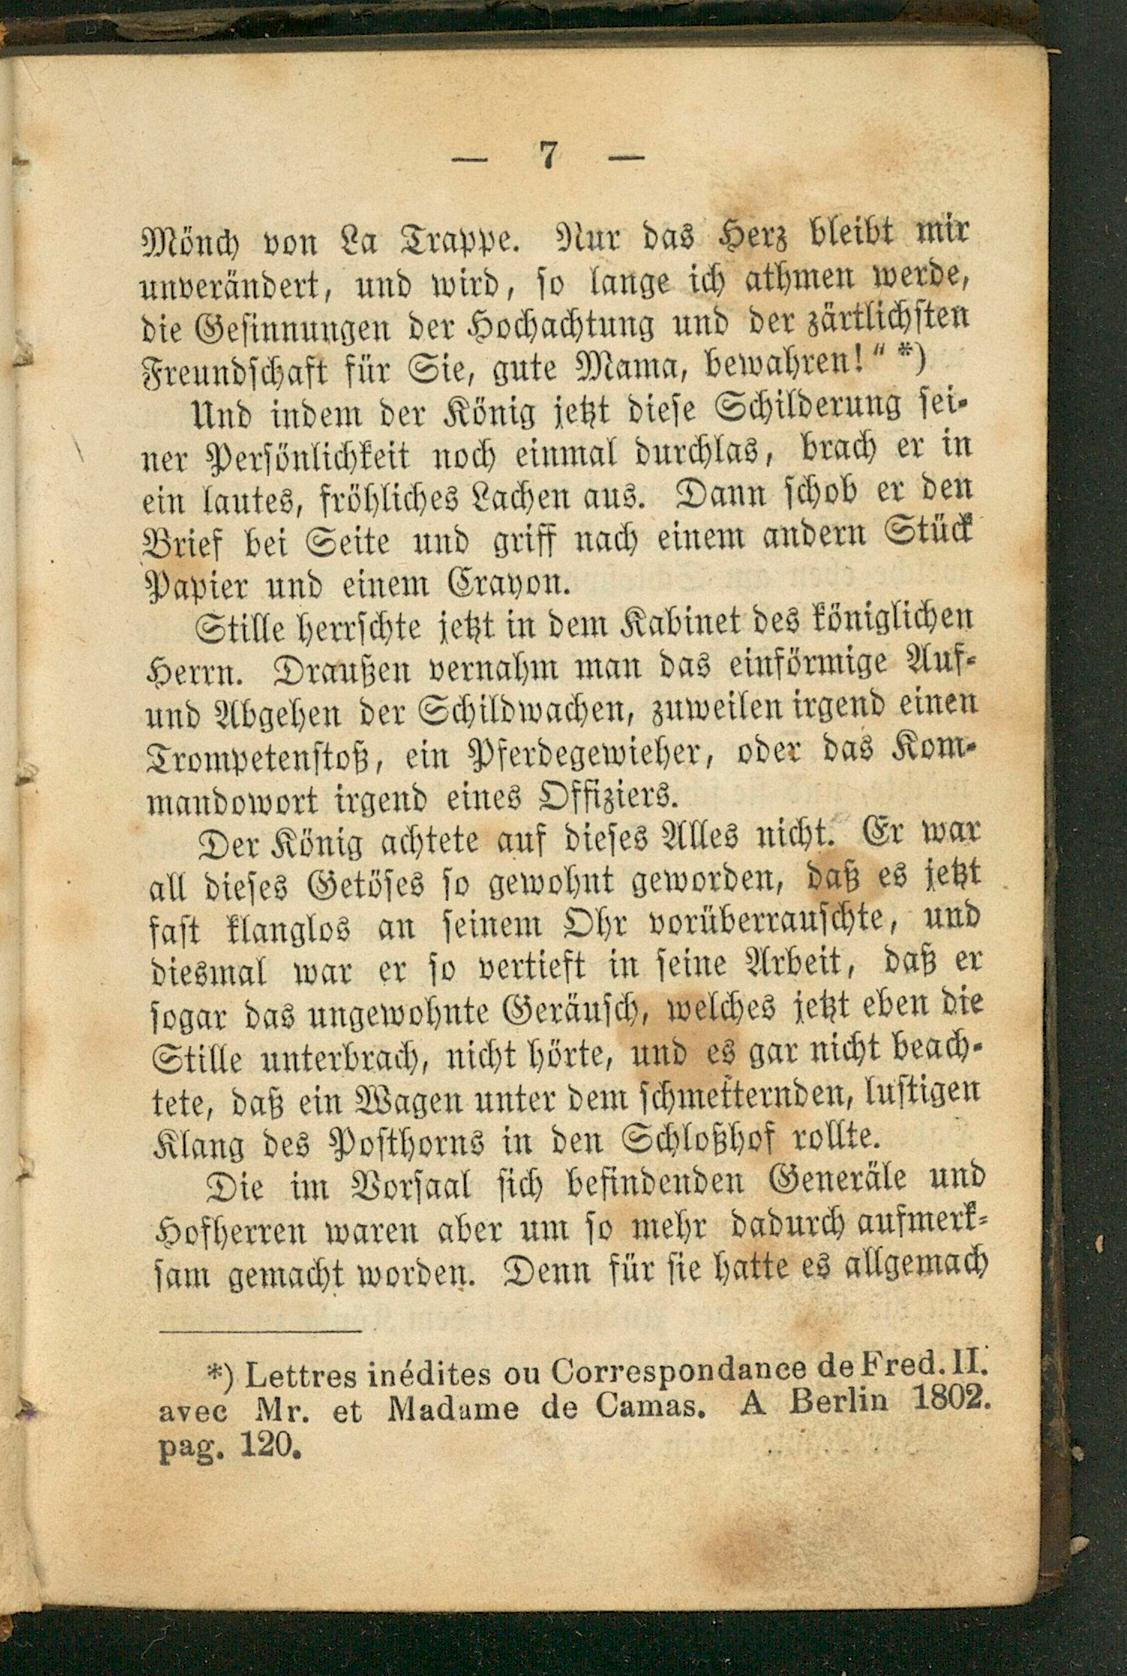 — 7 —
Mönch von La Trappe. Nur das Herz bleibt mir
unverändert, und wird, so lange ich athmen werde,
die Gesinnungen der Hochachtung und der zärtlichsten
Freundschaft für Sie, gute Mama, bewahren!“ *)
Und indem der König jetzt diese Schilderung sei-
ner Persönlichkeit noch einmal durchlas, brach er in
ein lautes, fröhliches Lachen aus. Dann schob er den
Brief bei Seite und griff nach einem andern Stück
Papier und einem Crayon.
Stille herrschte jetzt in dem Kabinet des königlichen
Herrn. Draußen vernahm man das einförmige Auf-
und Abgehen der Schildwachen, zuweilen irgend einen
Trompetenstoß, ein Pferdegewieher, oder das Kom-
mandowort irgend eines Offiziers.
Der König achtete auf dieses Alles nicht. Er war
all dieses Getöses so gewohnt geworden, daß es jetzt
fast klanglos an seinem Ohr vorüberrauschte, und
diesmal war er so vertieft in seine Arbeit, daß er
sogar das ungewohnte Geräusch, welches jetzt eben die
Stille unterbrach, nicht hörte, und es gar nicht beach-
tete, daß ein Wagen unter dem schmetternden, lustigen
Klang des Posthorns in den Schloßhof rollte.
Die im Vorsaal sich befindenden Generäle und
Hofherren waren aber um so mehr dadurch aufmerk-
sam gemacht worden. Denn für sie hatte es allgemach
*) Lettres inédites ou Correspondance de Fred. II.
avec Mr. et Madame de Camas. A Berlin 1802.
pag. 120.